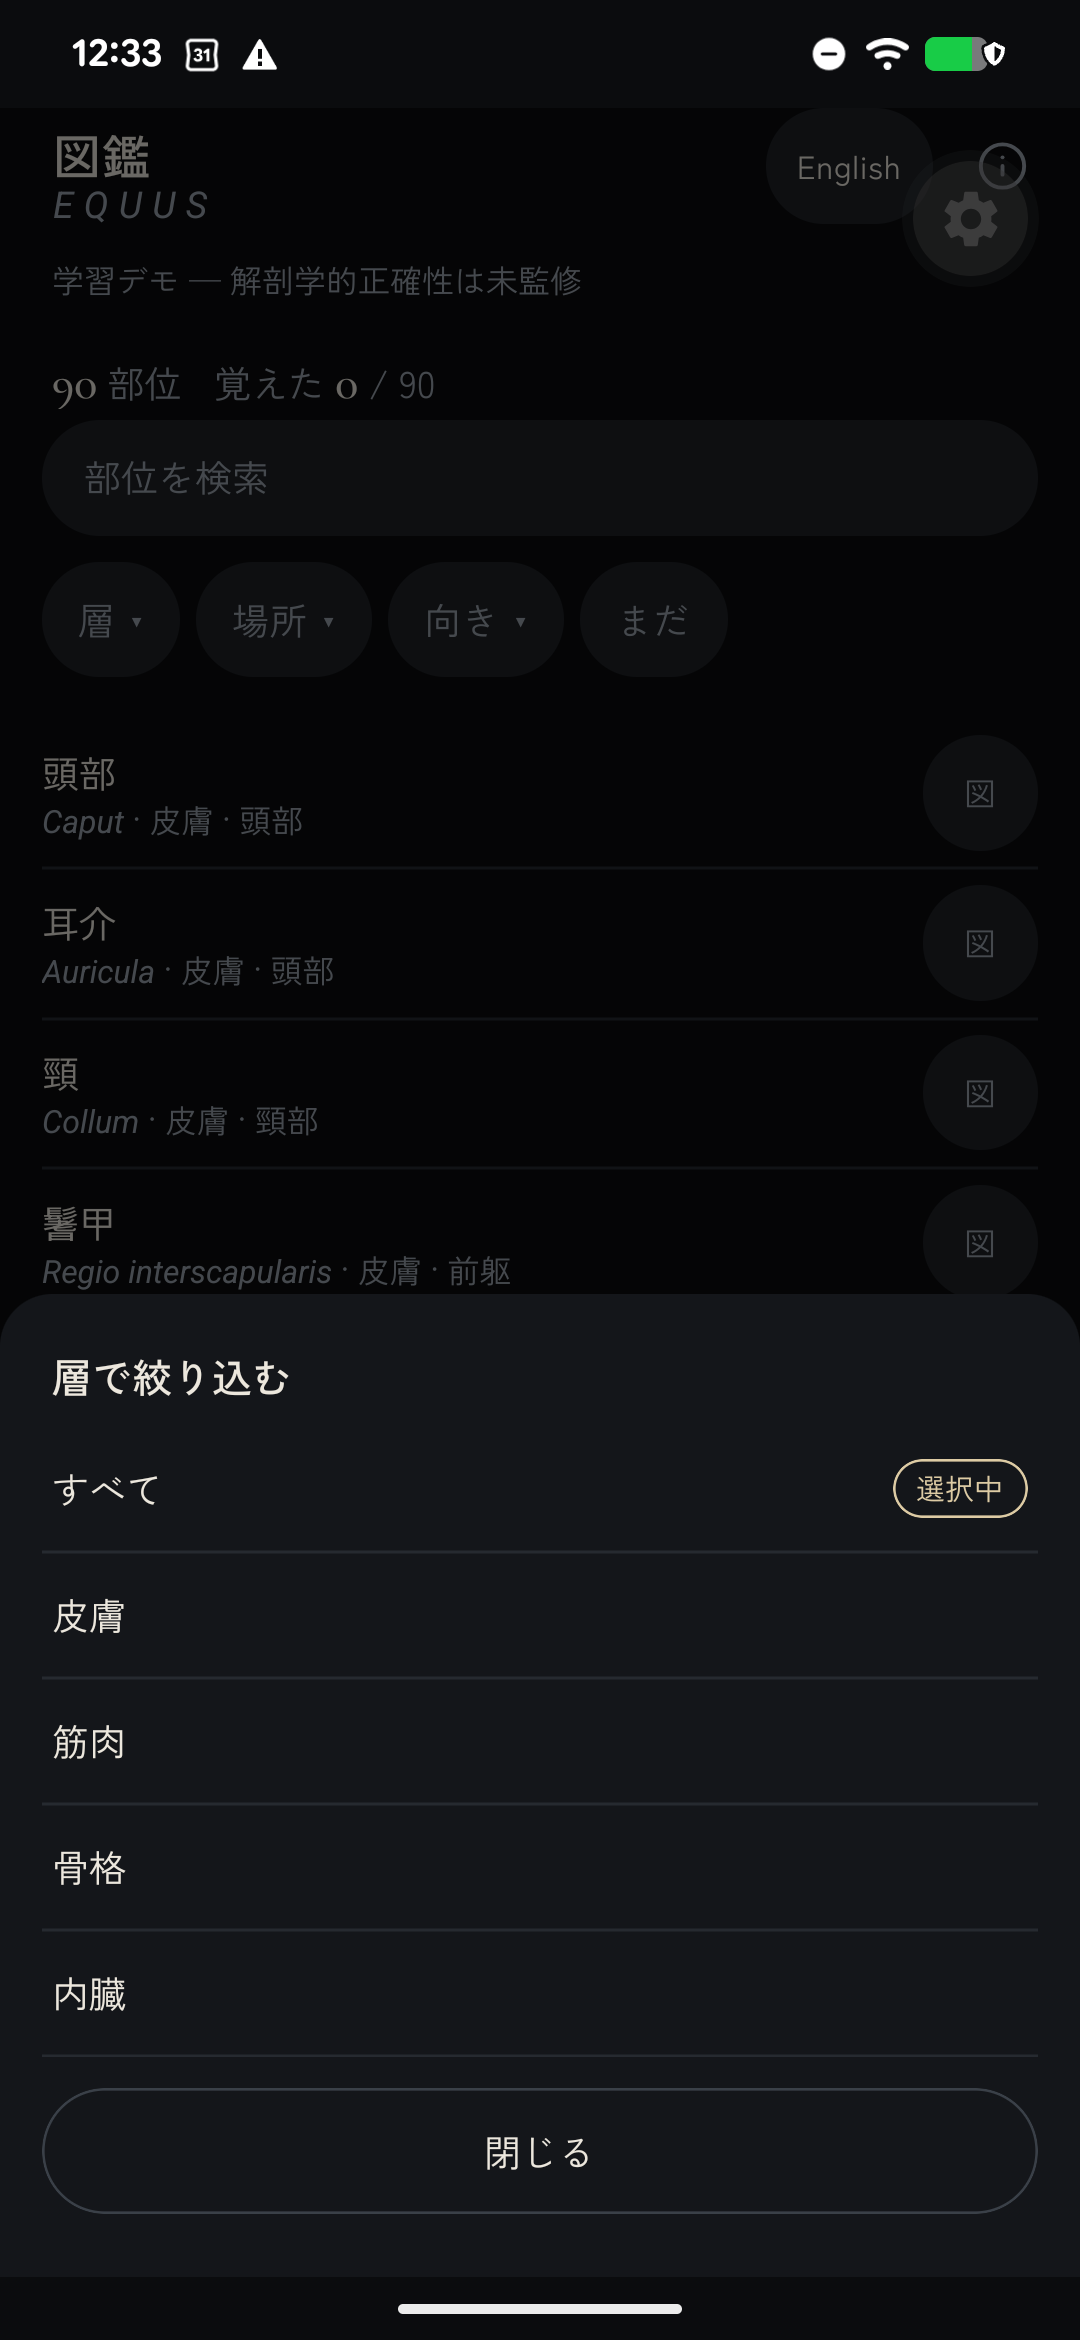 12:33 31
図鑑
EQUUS
English
学習デモ — 解剖学的正確性は未監修
90 部位 覚えた 0 / 90
部位を検索
層 ▾ 場所 ▾ 向き ▾ まだ
頭部
Caput · 皮膚 · 頭部
図
耳介
Auricula · 皮膚 · 頭部
図
頸
Collum · 皮膚 · 頸部
図
鬐甲
Regio interscapularis · 皮膚 · 前躯
図
層で絞り込む
すべて 選択中
皮膚
筋肉
骨格
内臓
閉じる